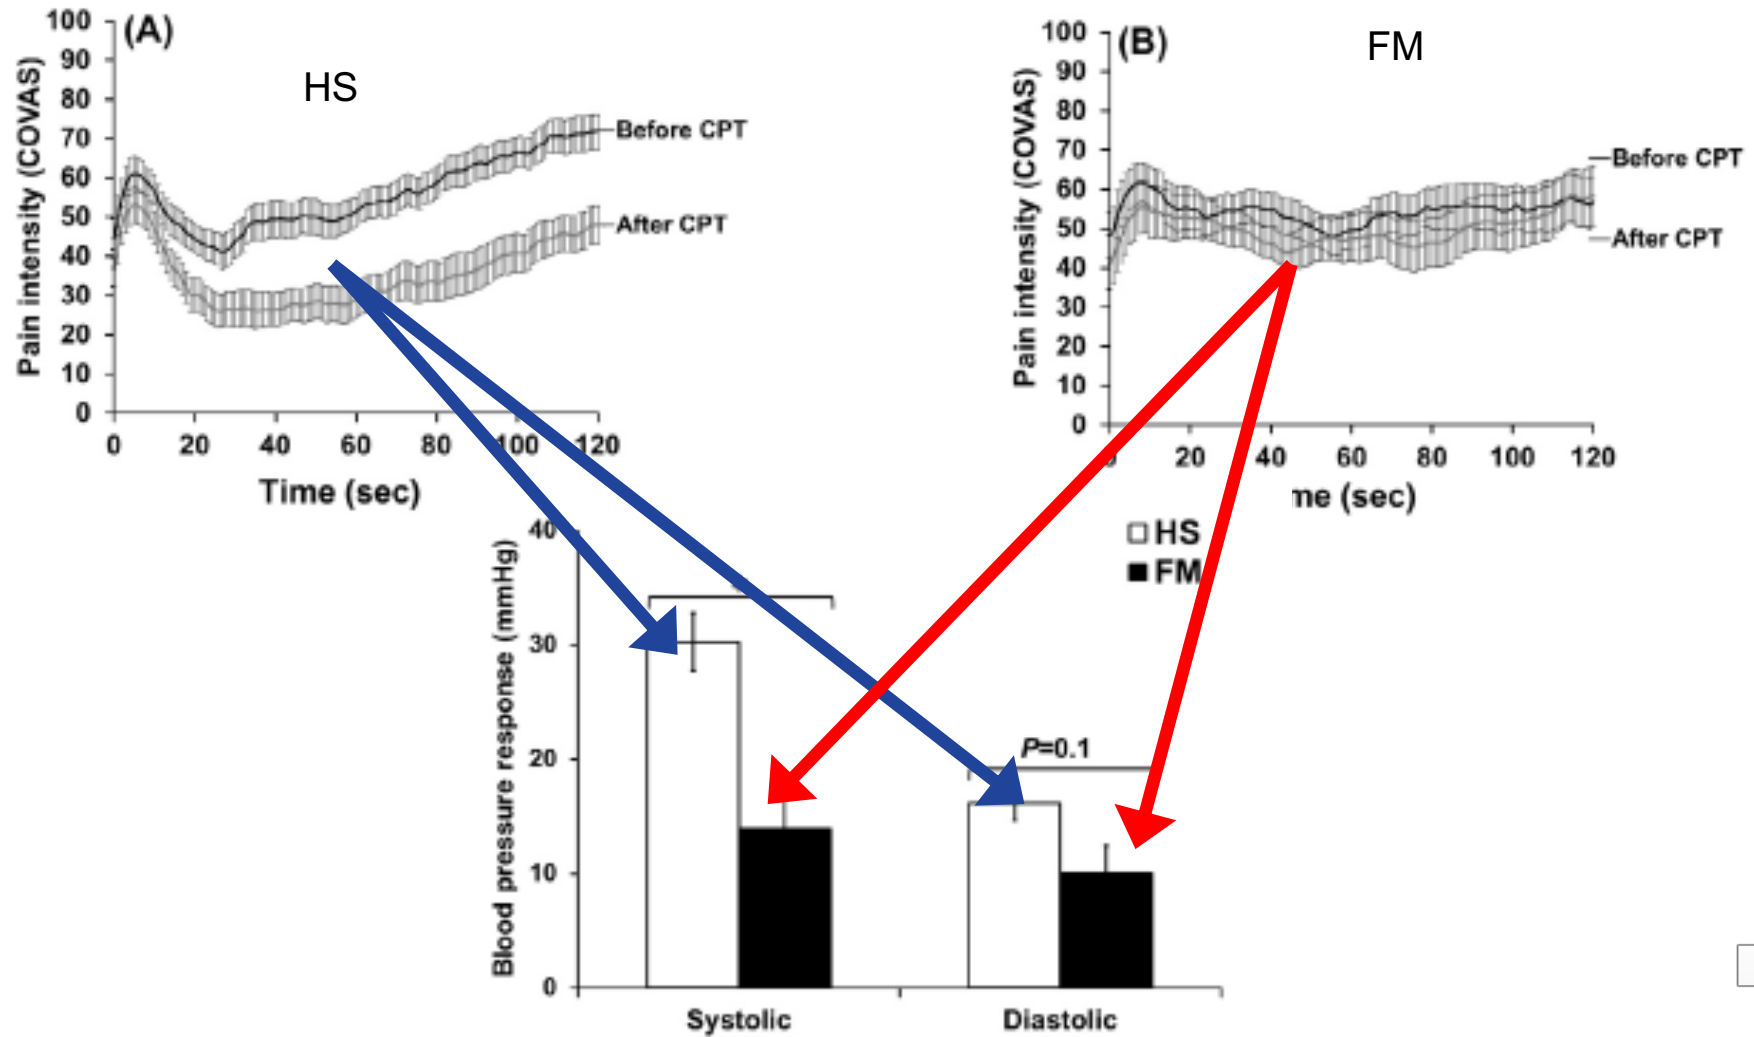 (A)
HS
100
90
80
70
60
50
40
30
20
10
0
Pain intensity (COVAS)
Before CPT
After CPT
0 20 40 60 80 100 120
Time (sec)
(B)
FM
100
90
80
70
60
50
40
30
20
10
0
Pain intensity (COVAS)
Before CPT
After CPT
20 40 60 80 100 120
me (sec)
HS
FM
40
30
20
10
0
Blood pressure response (mmHg)
P=0.1
Systolic Diastolic